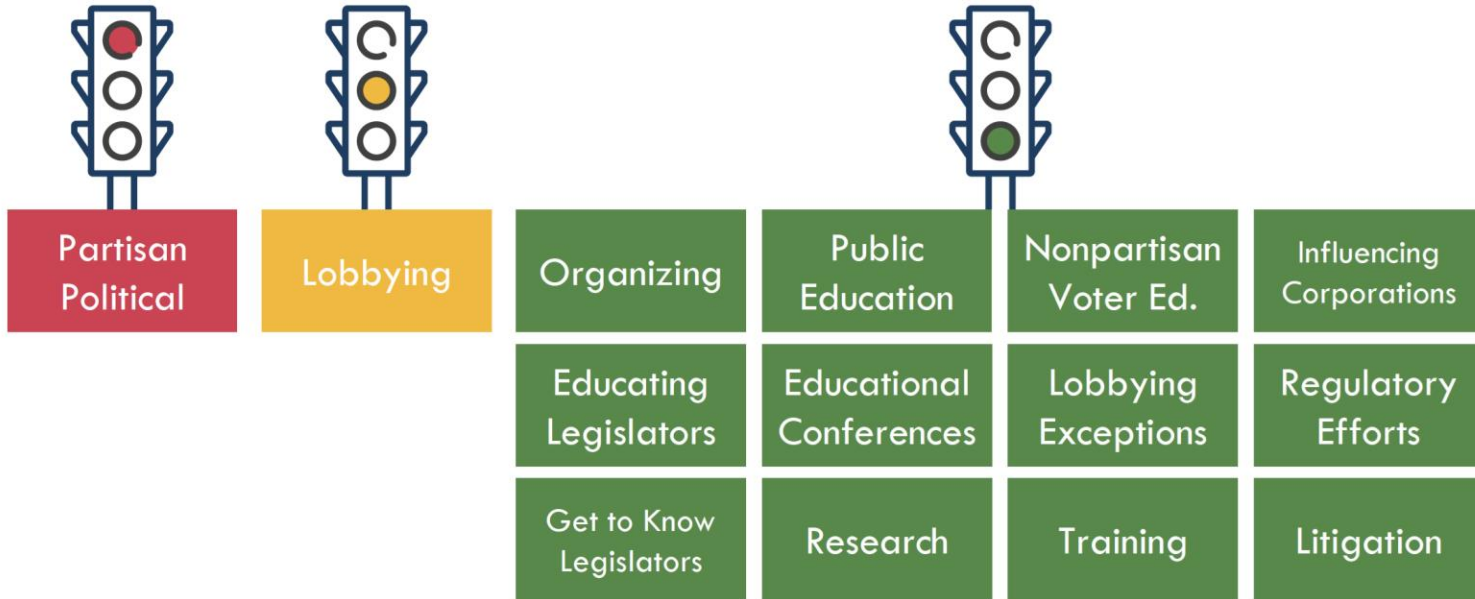 Partisan
Political
Lobbying
Organizing
Public
Education
Nonpartisan
Voter Ed.
Influencing
Corporations
Educating
Legislators
Educational
Conferences
Lobbying
Exceptions
Regulatory
Efforts
Get to Know
Legislators
Research
Training
Litigation